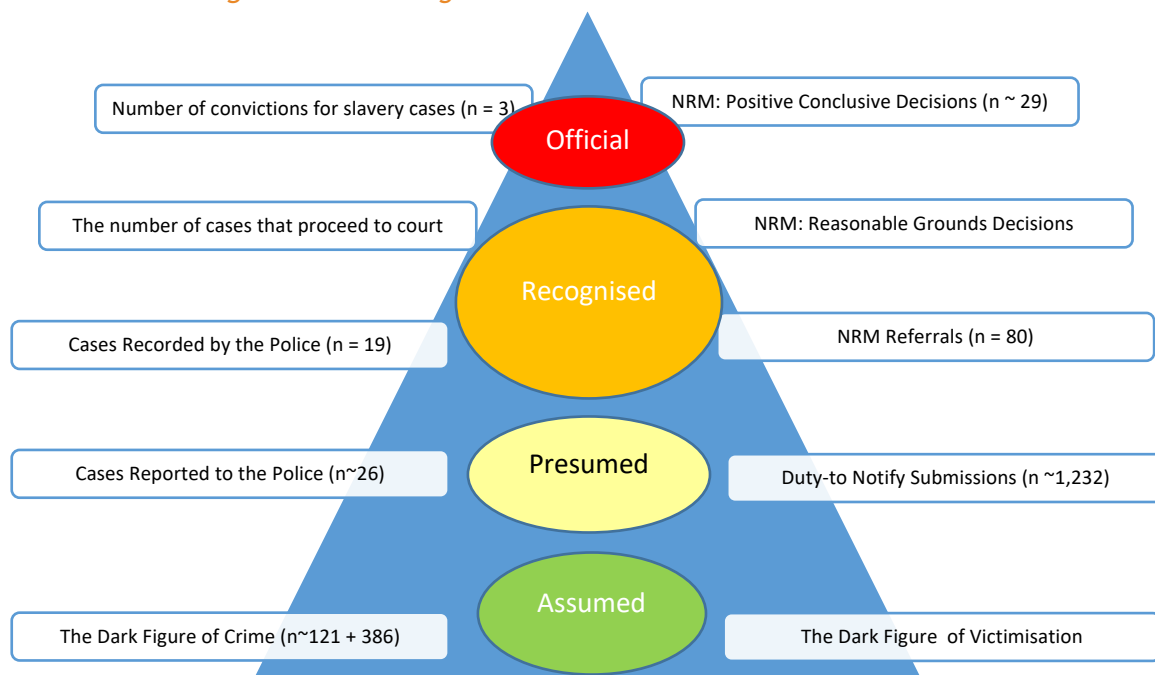 Number of convictions for slavery cases (n = 3)
NRM: Positive Conclusive Decisions (n ~ 29)
Official
The number of cases that proceed to court
NRM: Reasonable Grounds Decisions
Recognised
Cases Recorded by the Police (n = 19)
NRM Referrals (n = 80)
Presumed
Cases Reported to the Police (n~26)
Duty-to Notify Submissions (n ~1,232)
Assumed
The Dark Figure of Crime (n~121 + 386)
The Dark Figure of Victimisation